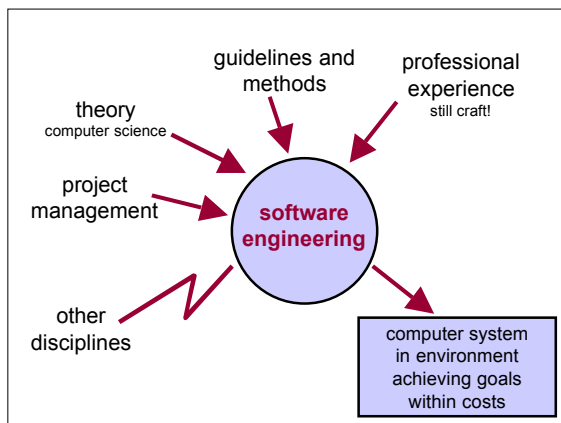 guidelines and
methods
professional
experience
still craft!
theory
computer science
project
management
software
engineering
other
disciplines
computer system
in environment
achieving goals
within costs